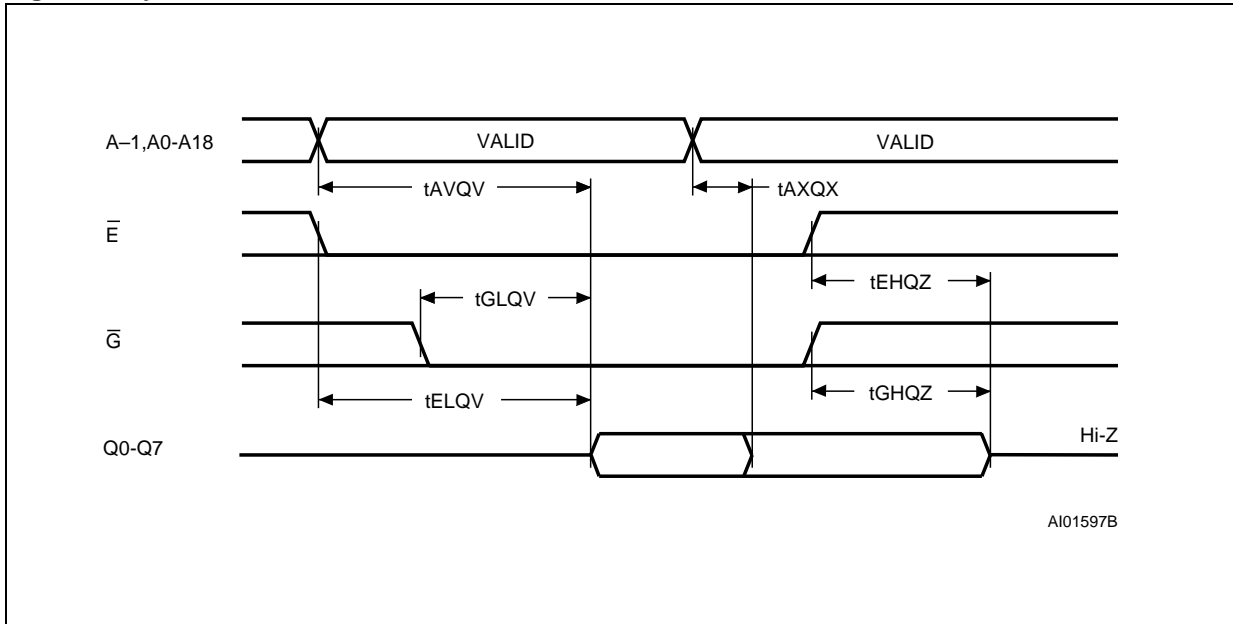 A–1,A0-A18
VALID
VALID
tAVQV
tAXQX
E̅
tEHQZ
tGLQV
G̅
tGHQZ
tELQV
Q0-Q7
Hi-Z
AI01597B